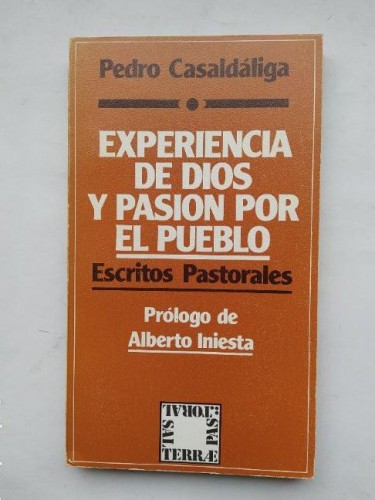 Pedro Casaldáliga
EXPERIENCIA
DE DIOS
Y PASION POR
EL PUEBLO
Escritos Pastorales
Prólogo de
Alberto Iniesta
SAL
TERRÆ
PAS
TORAL